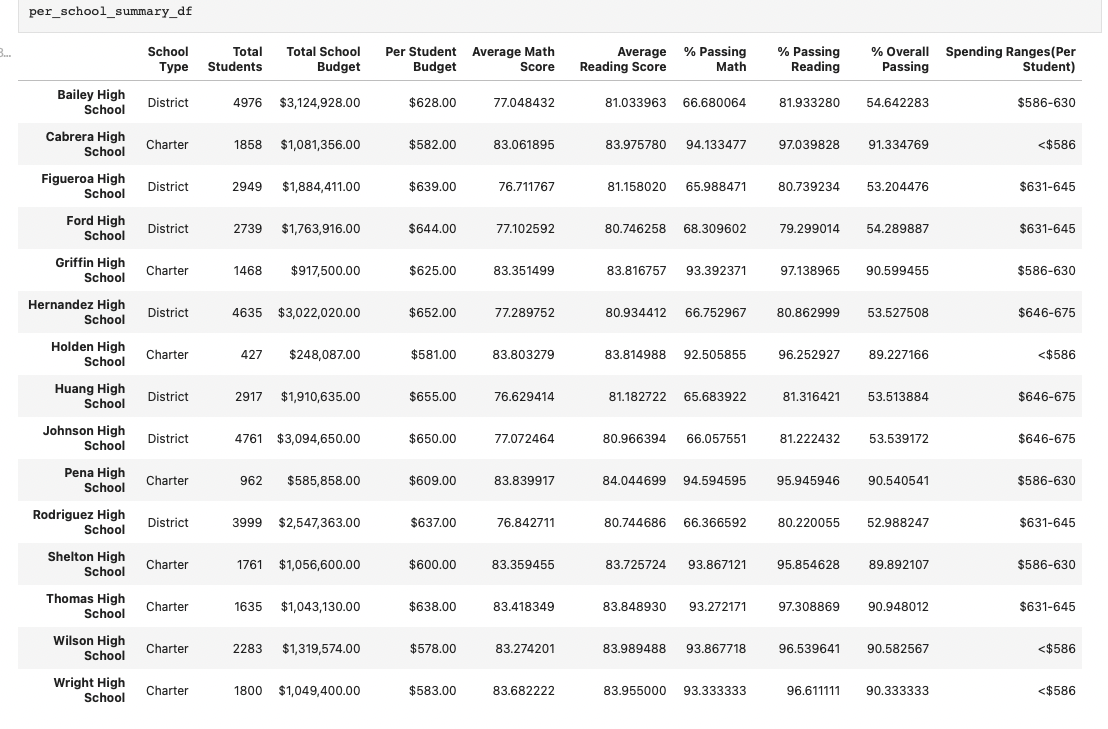 per_school_summary_df
School Type Total Students Total School Budget Per Student Budget Average Math Score Average Reading Score % Passing Math % Passing Reading % Overall Passing Spending Ranges(Per Student)
Bailey High School District 4976 $3,124,928.00 $628.00 77.048432 81.033963 66.680064 81.933280 54.642283 $586-630
Cabrera High School Charter 1858 $1,081,356.00 $582.00 83.061895 83.975780 94.133477 97.039828 91.334769 <$586
Figueroa High School District 2949 $1,884,411.00 $639.00 76.711767 81.158020 65.988471 80.739234 53.204476 $631-645
Ford High School District 2739 $1,763,916.00 $644.00 77.102592 80.746258 68.309602 79.299014 54.289887 $631-645
Griffin High School Charter 1468 $917,500.00 $625.00 83.351499 83.816757 93.392371 97.138965 90.599455 $586-630
Hernandez High School District 4635 $3,022,020.00 $652.00 77.289752 80.934412 66.752967 80.862999 53.527508 $646-675
Holden High School Charter 427 $248,087.00 $581.00 83.803279 83.814988 92.505855 96.252927 89.227166 <$586
Huang High School District 2917 $1,910,635.00 $655.00 76.629414 81.182722 65.683922 81.316421 53.513884 $646-675
Johnson High School District 4761 $3,094,650.00 $650.00 77.072464 80.966394 66.057551 81.222432 53.539172 $646-675
Pena High School Charter 962 $585,858.00 $609.00 83.839917 84.044699 94.594595 95.945946 90.540541 $586-630
Rodriguez High School District 3999 $2,547,363.00 $637.00 76.842711 80.744686 66.366592 80.220055 52.988247 $631-645
Shelton High School Charter 1761 $1,056,600.00 $600.00 83.359455 83.725724 93.867121 95.854628 89.892107 $586-630
Thomas High School Charter 1635 $1,043,130.00 $638.00 83.418349 83.848930 93.272171 97.308869 90.948012 $631-645
Wilson High School Charter 2283 $1,319,574.00 $578.00 83.274201 83.989488 93.867718 96.539641 90.582567 <$586
Wright High School Charter 1800 $1,049,400.00 $583.00 83.682222 83.955000 93.333333 96.611111 90.333333 <$586